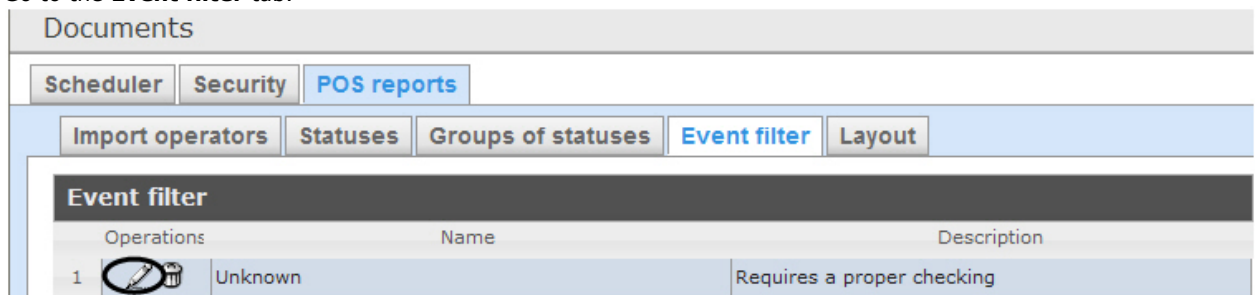 Documents
Scheduler Security POS reports
Import operators Statuses Groups of statuses Event filter Layout
Event filter
Operations Name Description
1 Unknown Requires a proper checking